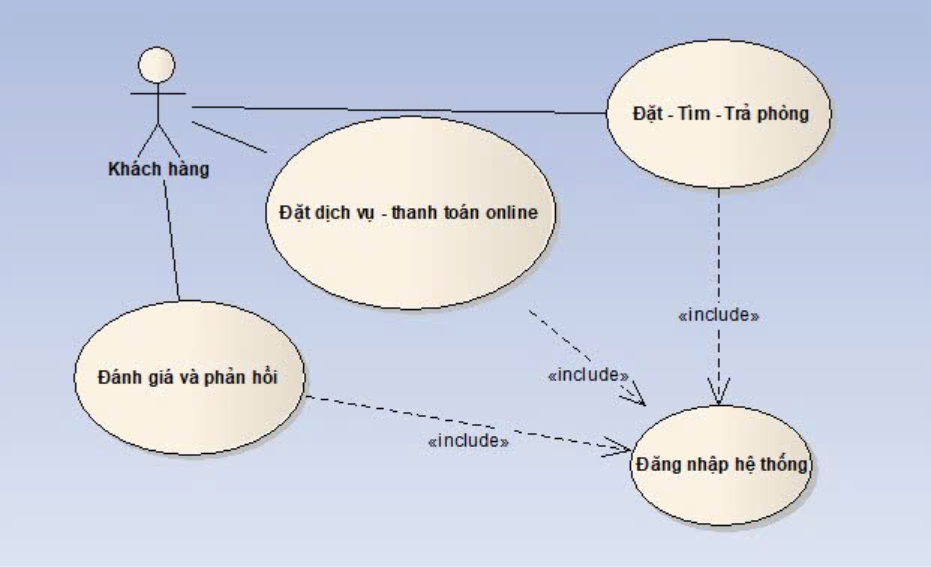 Đặt - Tìm - Trả phòng
Khách hàng
Đặt dịch vụ - thanh toán online
«include»
Đánh giá và phản hồi
«include»
«include»
Đăng nhập hệ thống